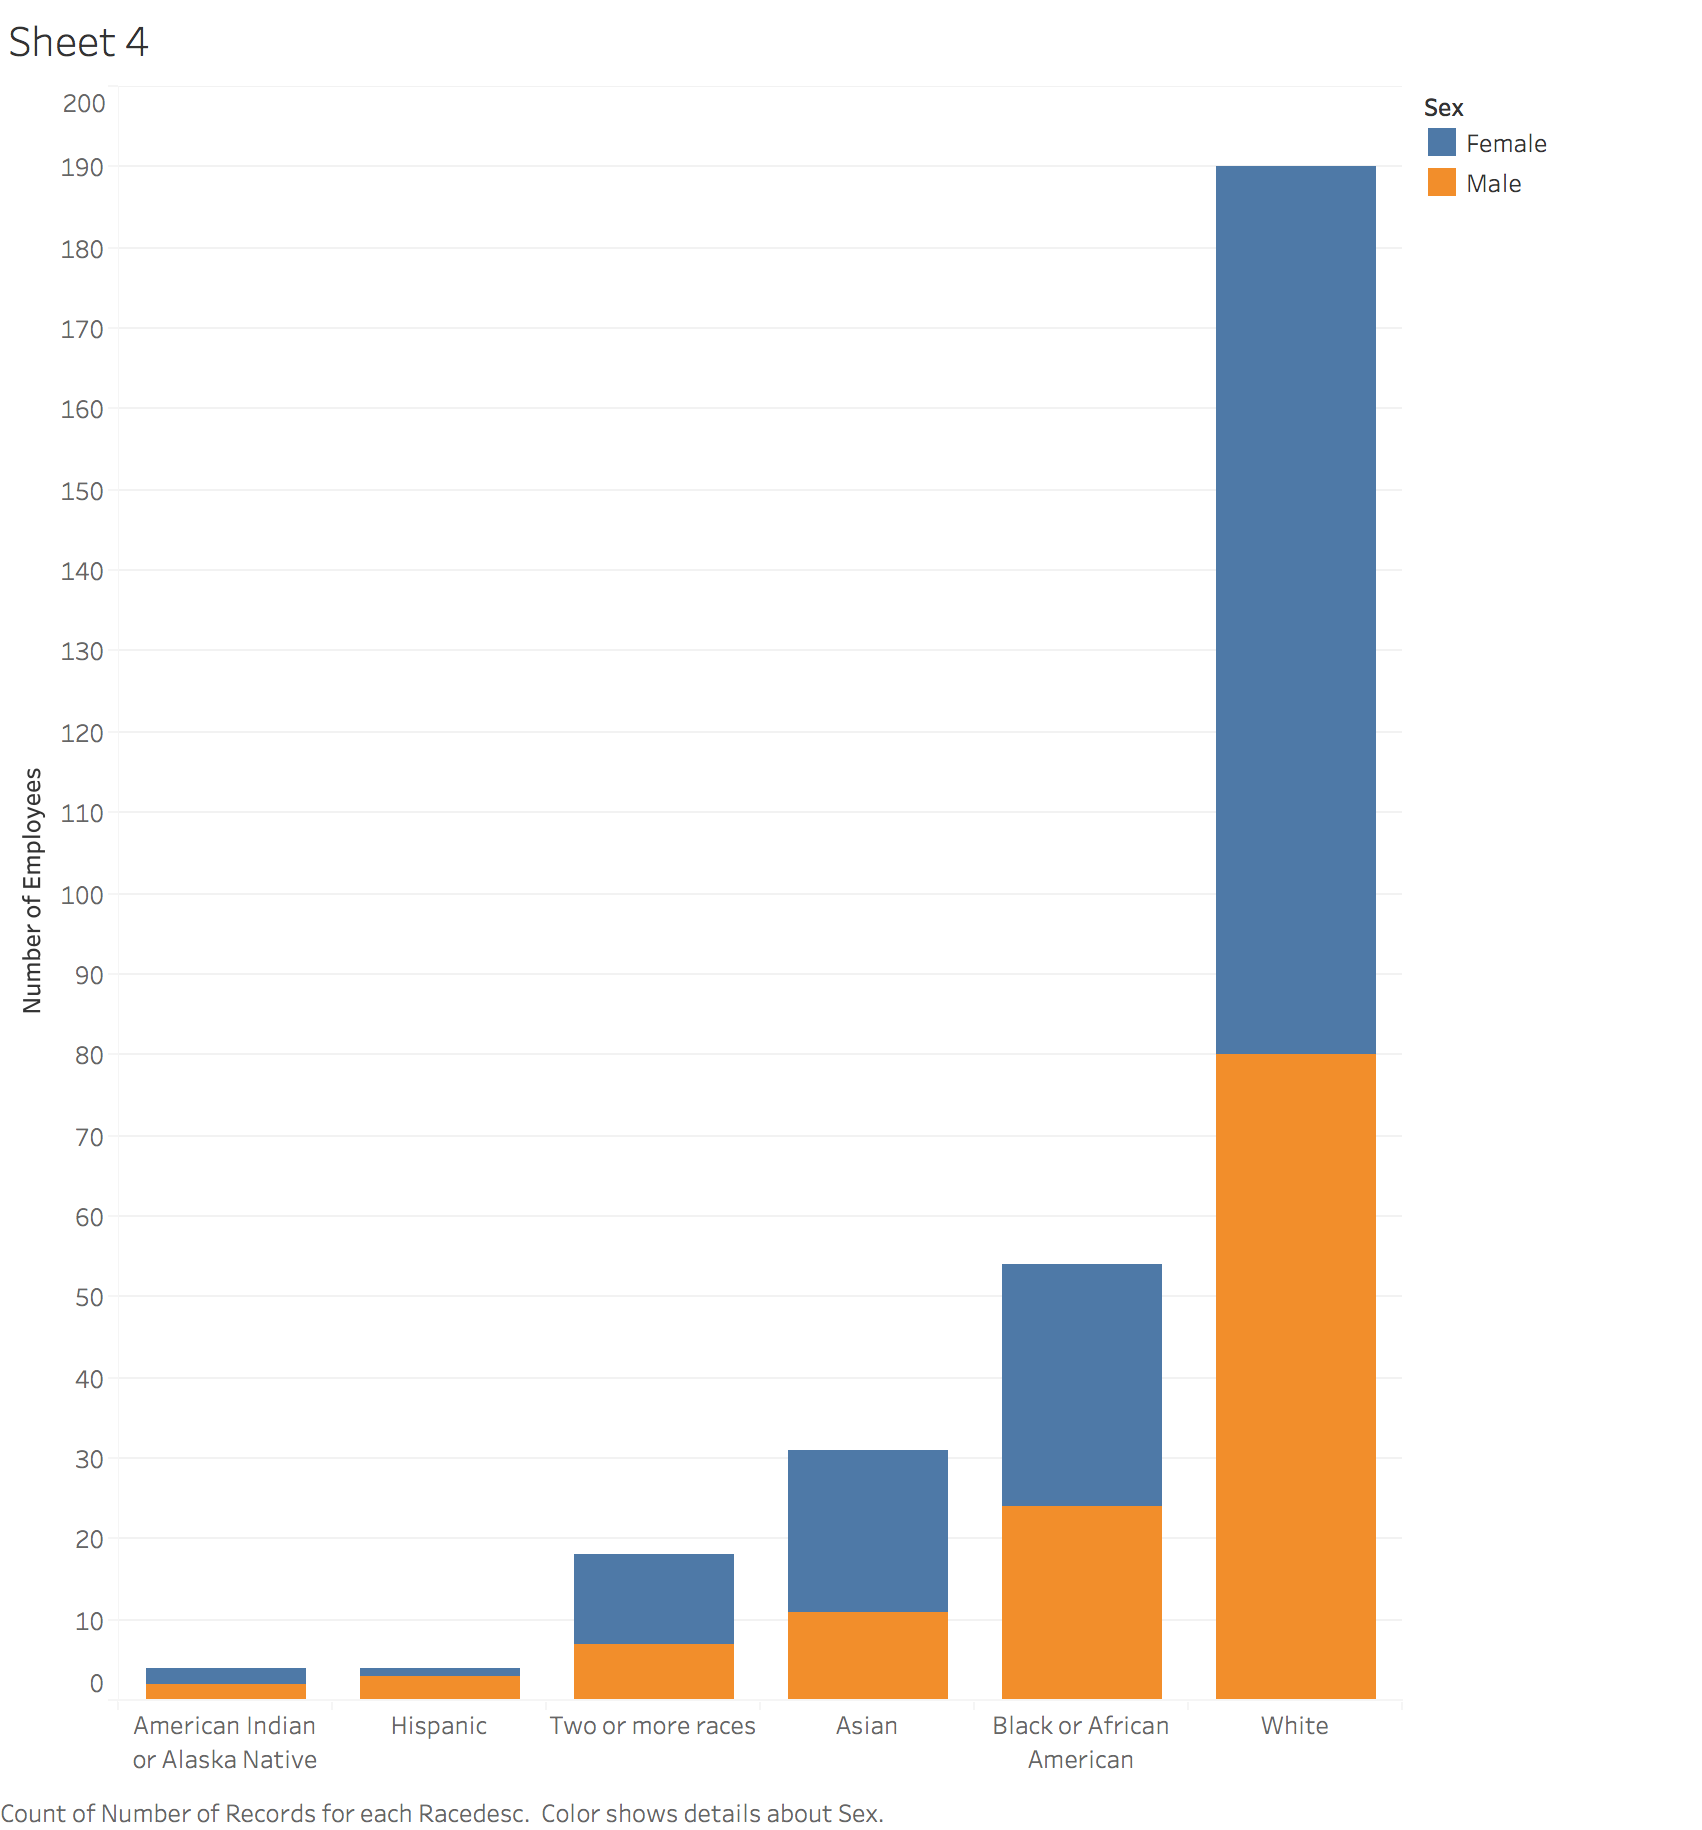 Sheet 4
200
190
180
170
160
150
140
130
120
110
100
90
80
70
60
50
40
30
20
10
0
Number of Employees
Sex
Female
Male
American Indian
or Alaska Native
Hispanic
Two or more races
Asian
Black or African
American
White
Count of Number of Records for each Racedesc.  Color shows details about Sex.